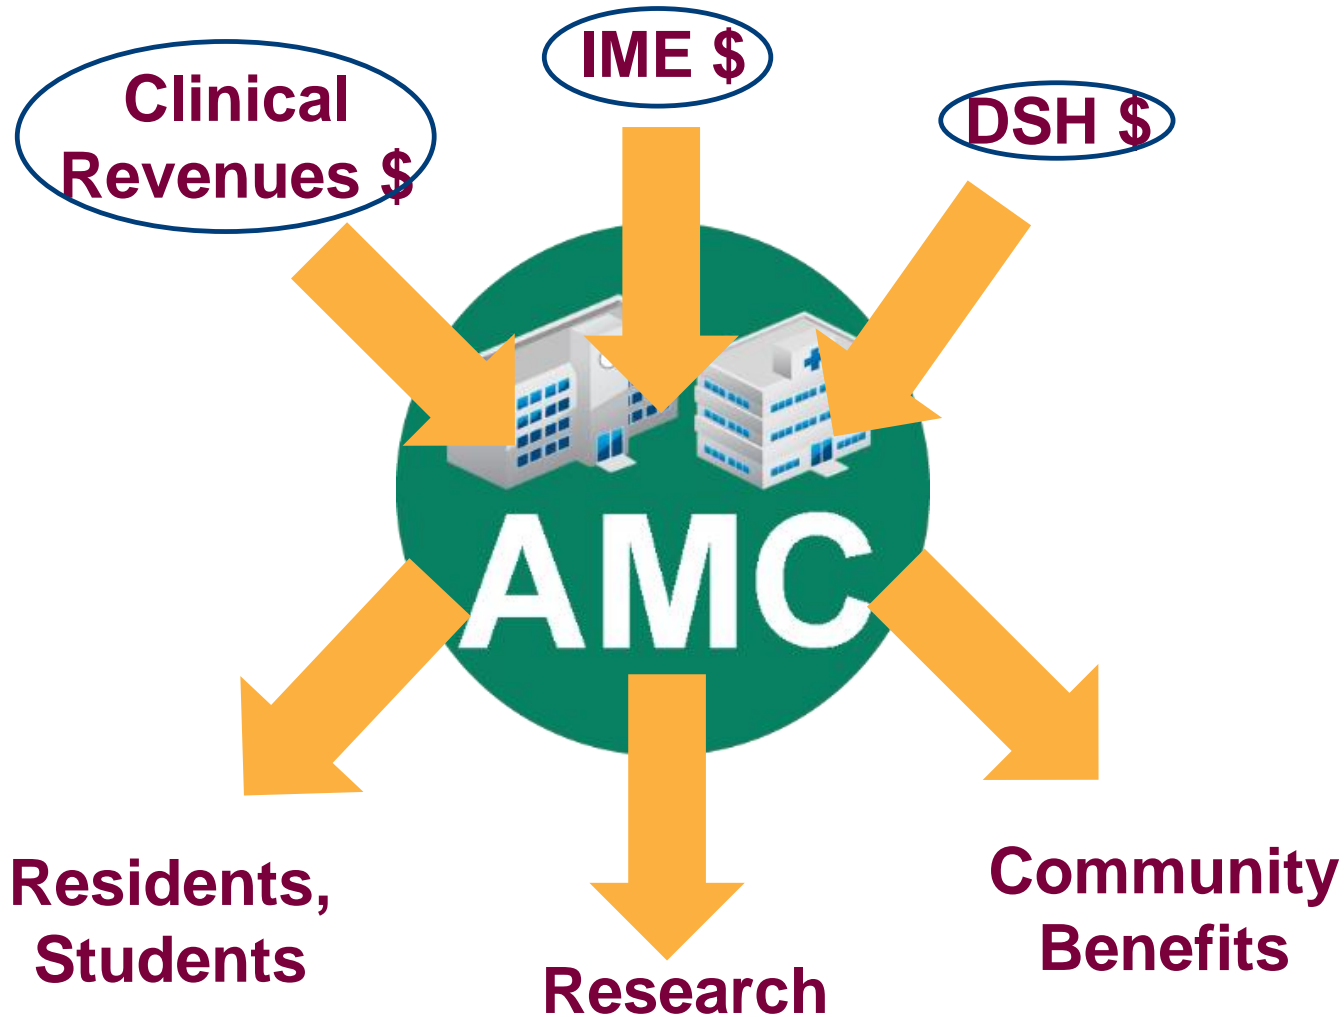 Clinical
Revenues $
IME $
DSH $
AMC
Residents,
Students
Research
Community
Benefits